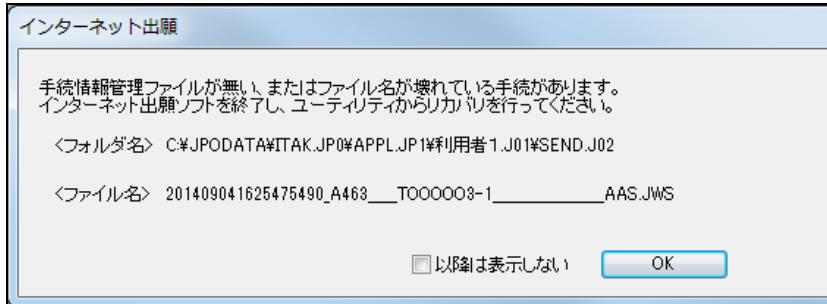 インターネット出願
手続情報管理ファイルが無い、またはファイル名が壊れている手続があります。
インターネット出願ソフトを終了し、ユーティリティからリカバリを行ってください。
<フォルダ名> C:¥JPODATA¥ITAK.JP0¥APPL.JP1¥利用者1.J01¥SEND.J02
<ファイル名> 201409041625475490_A463___TOOOOO3-1____________AAS.JWS
以降は表示しない
OK